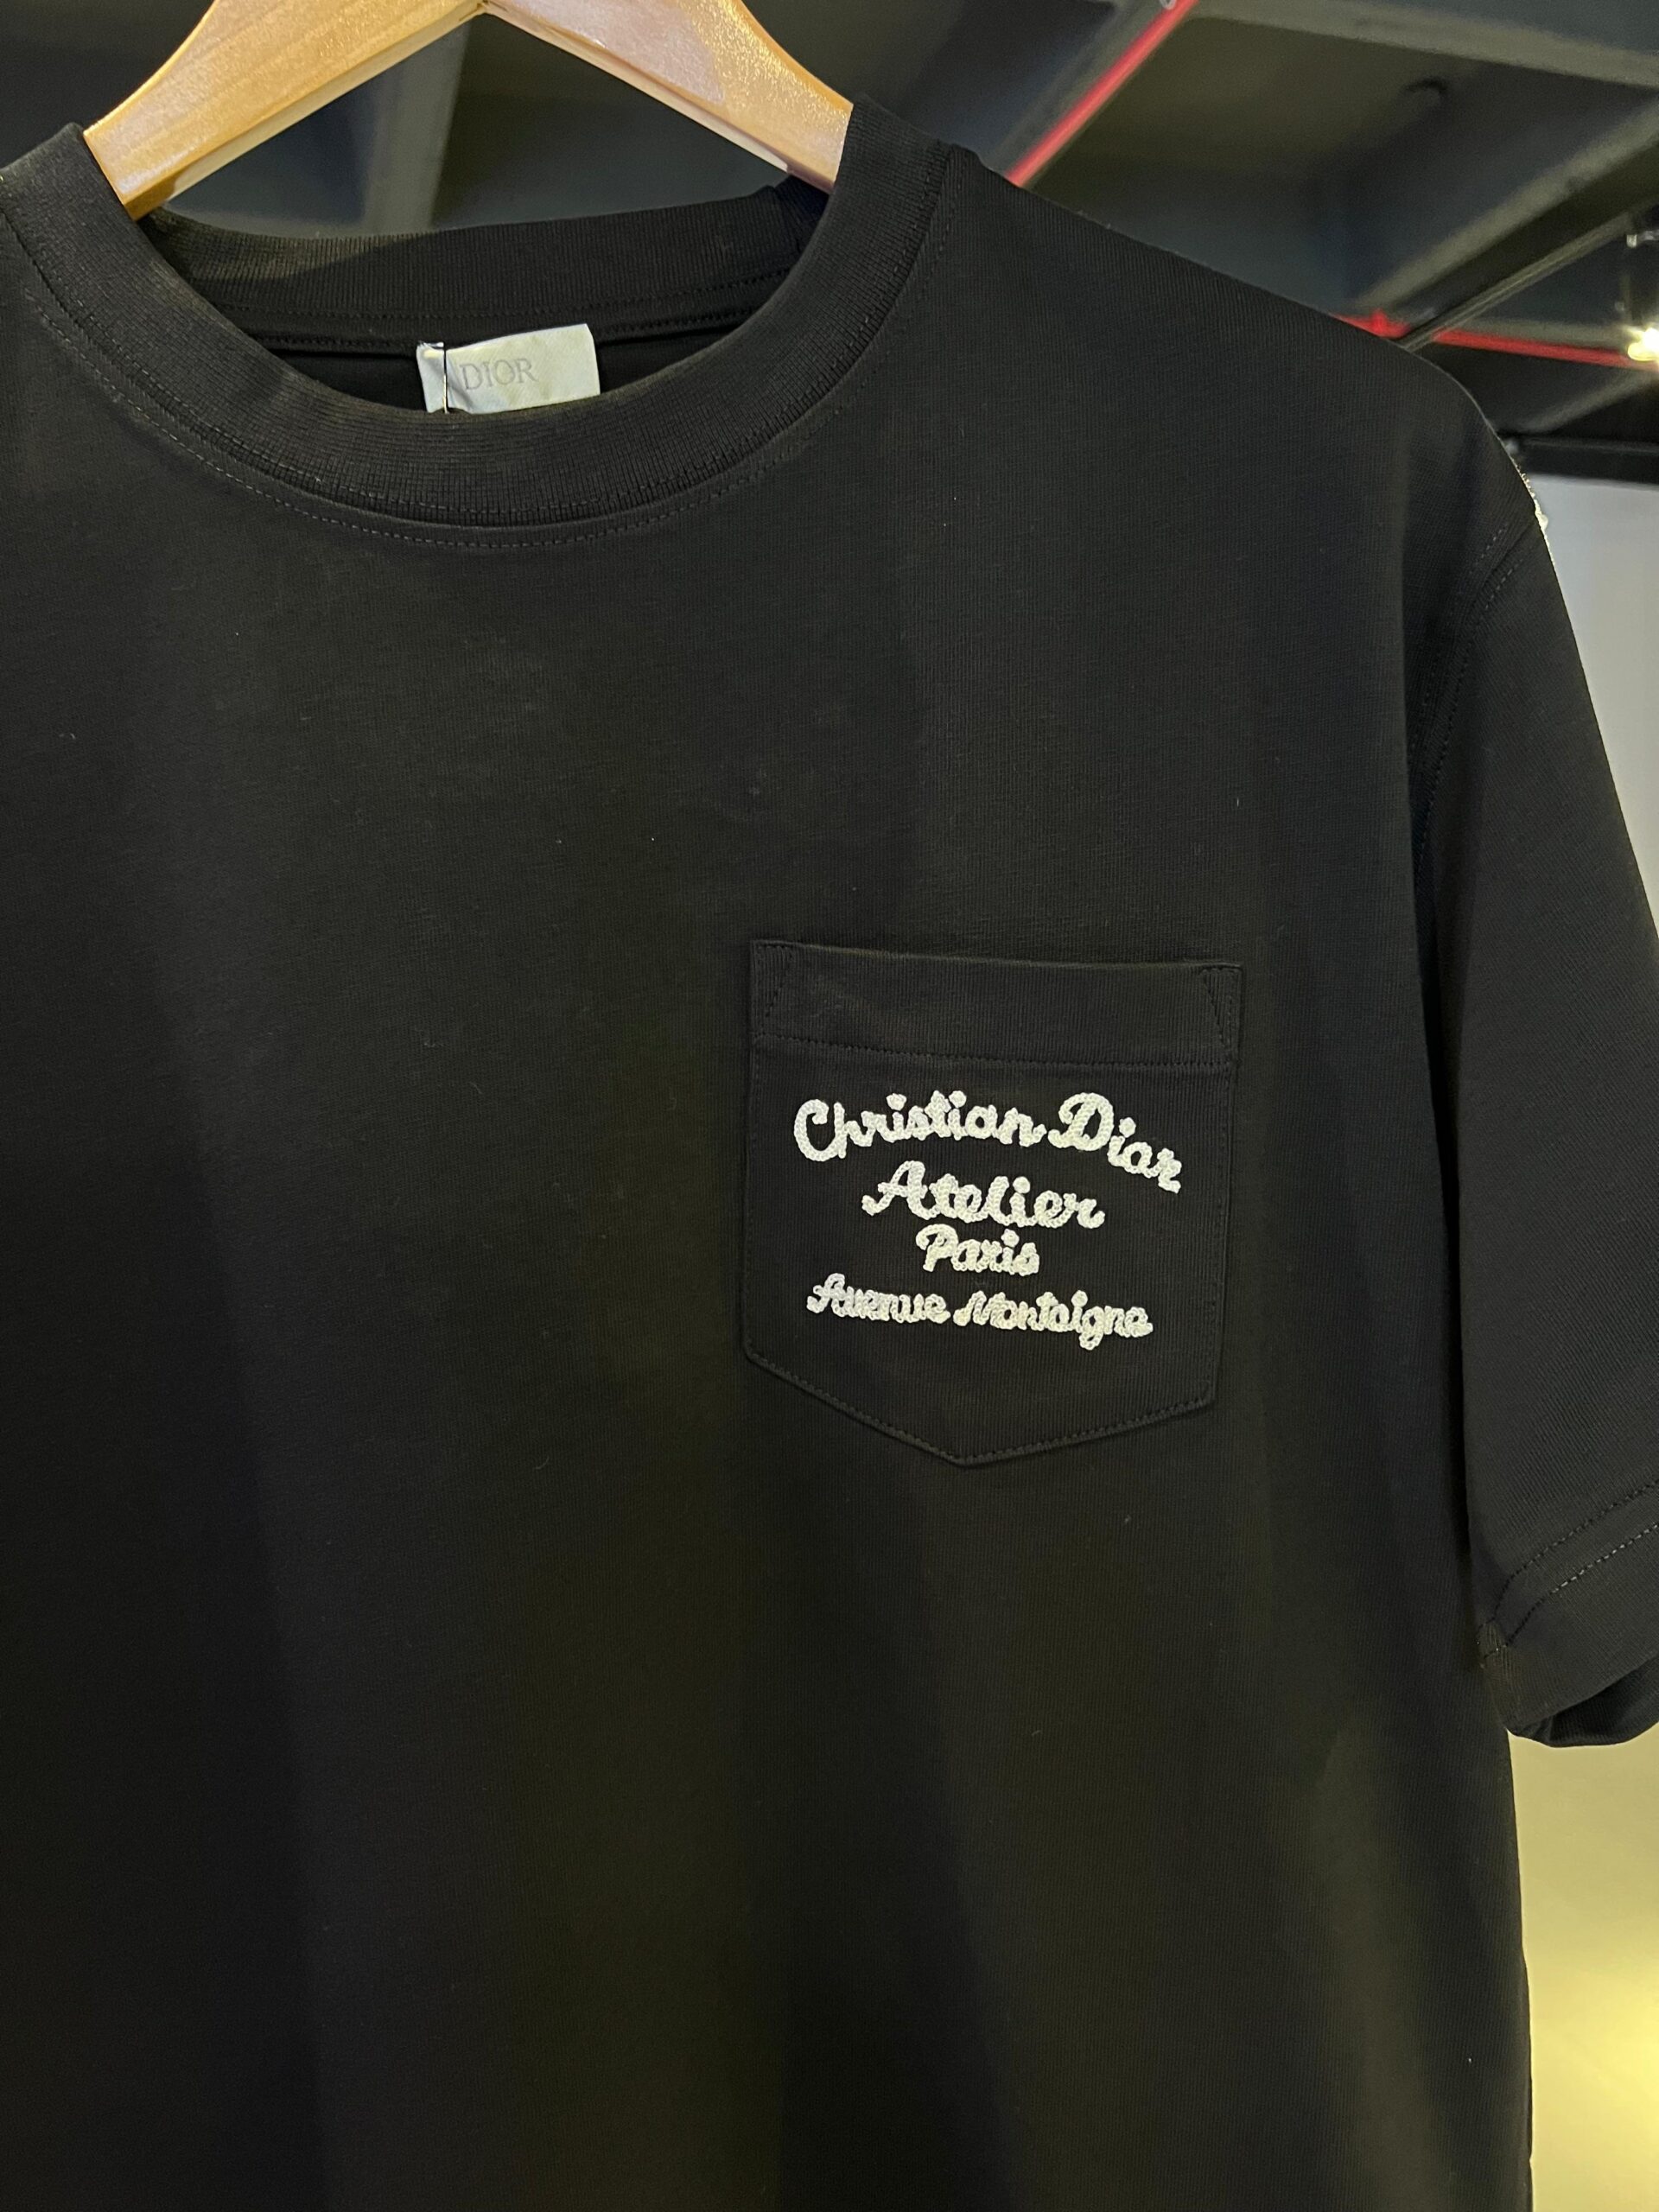 DIOR
Christian Dior
Atelier
Paris
Avenue Montaigne